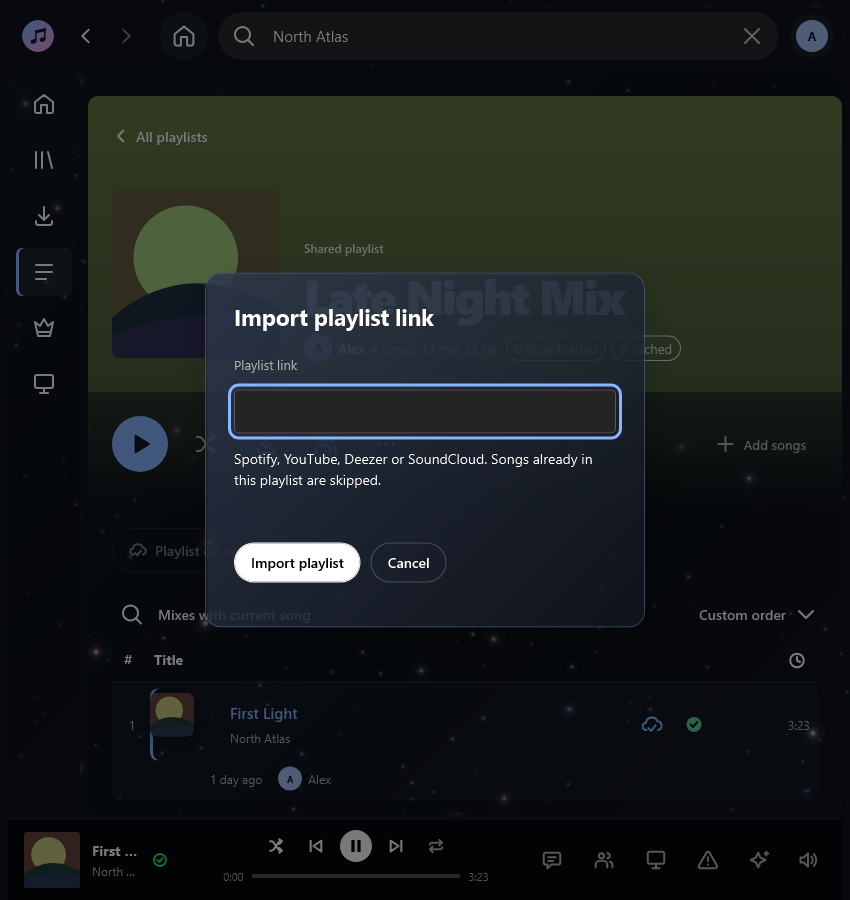 North Atlas
A
All playlists
Shared playlist
Late Night Mix
Import playlist link
A Alex 4 songs 13 min 32 sec 0 downloaded cached
Playlist link
Add songs
Spotify, YouTube, Deezer or SoundCloud. Songs already in
this playlist are skipped.
Playlist
Import playlist
Cancel
Mixes with current song
Custom order
# Title
1
First Light
North Atlas
3:23
1 day ago
A Alex
First ...
North ...
0:00
3:23